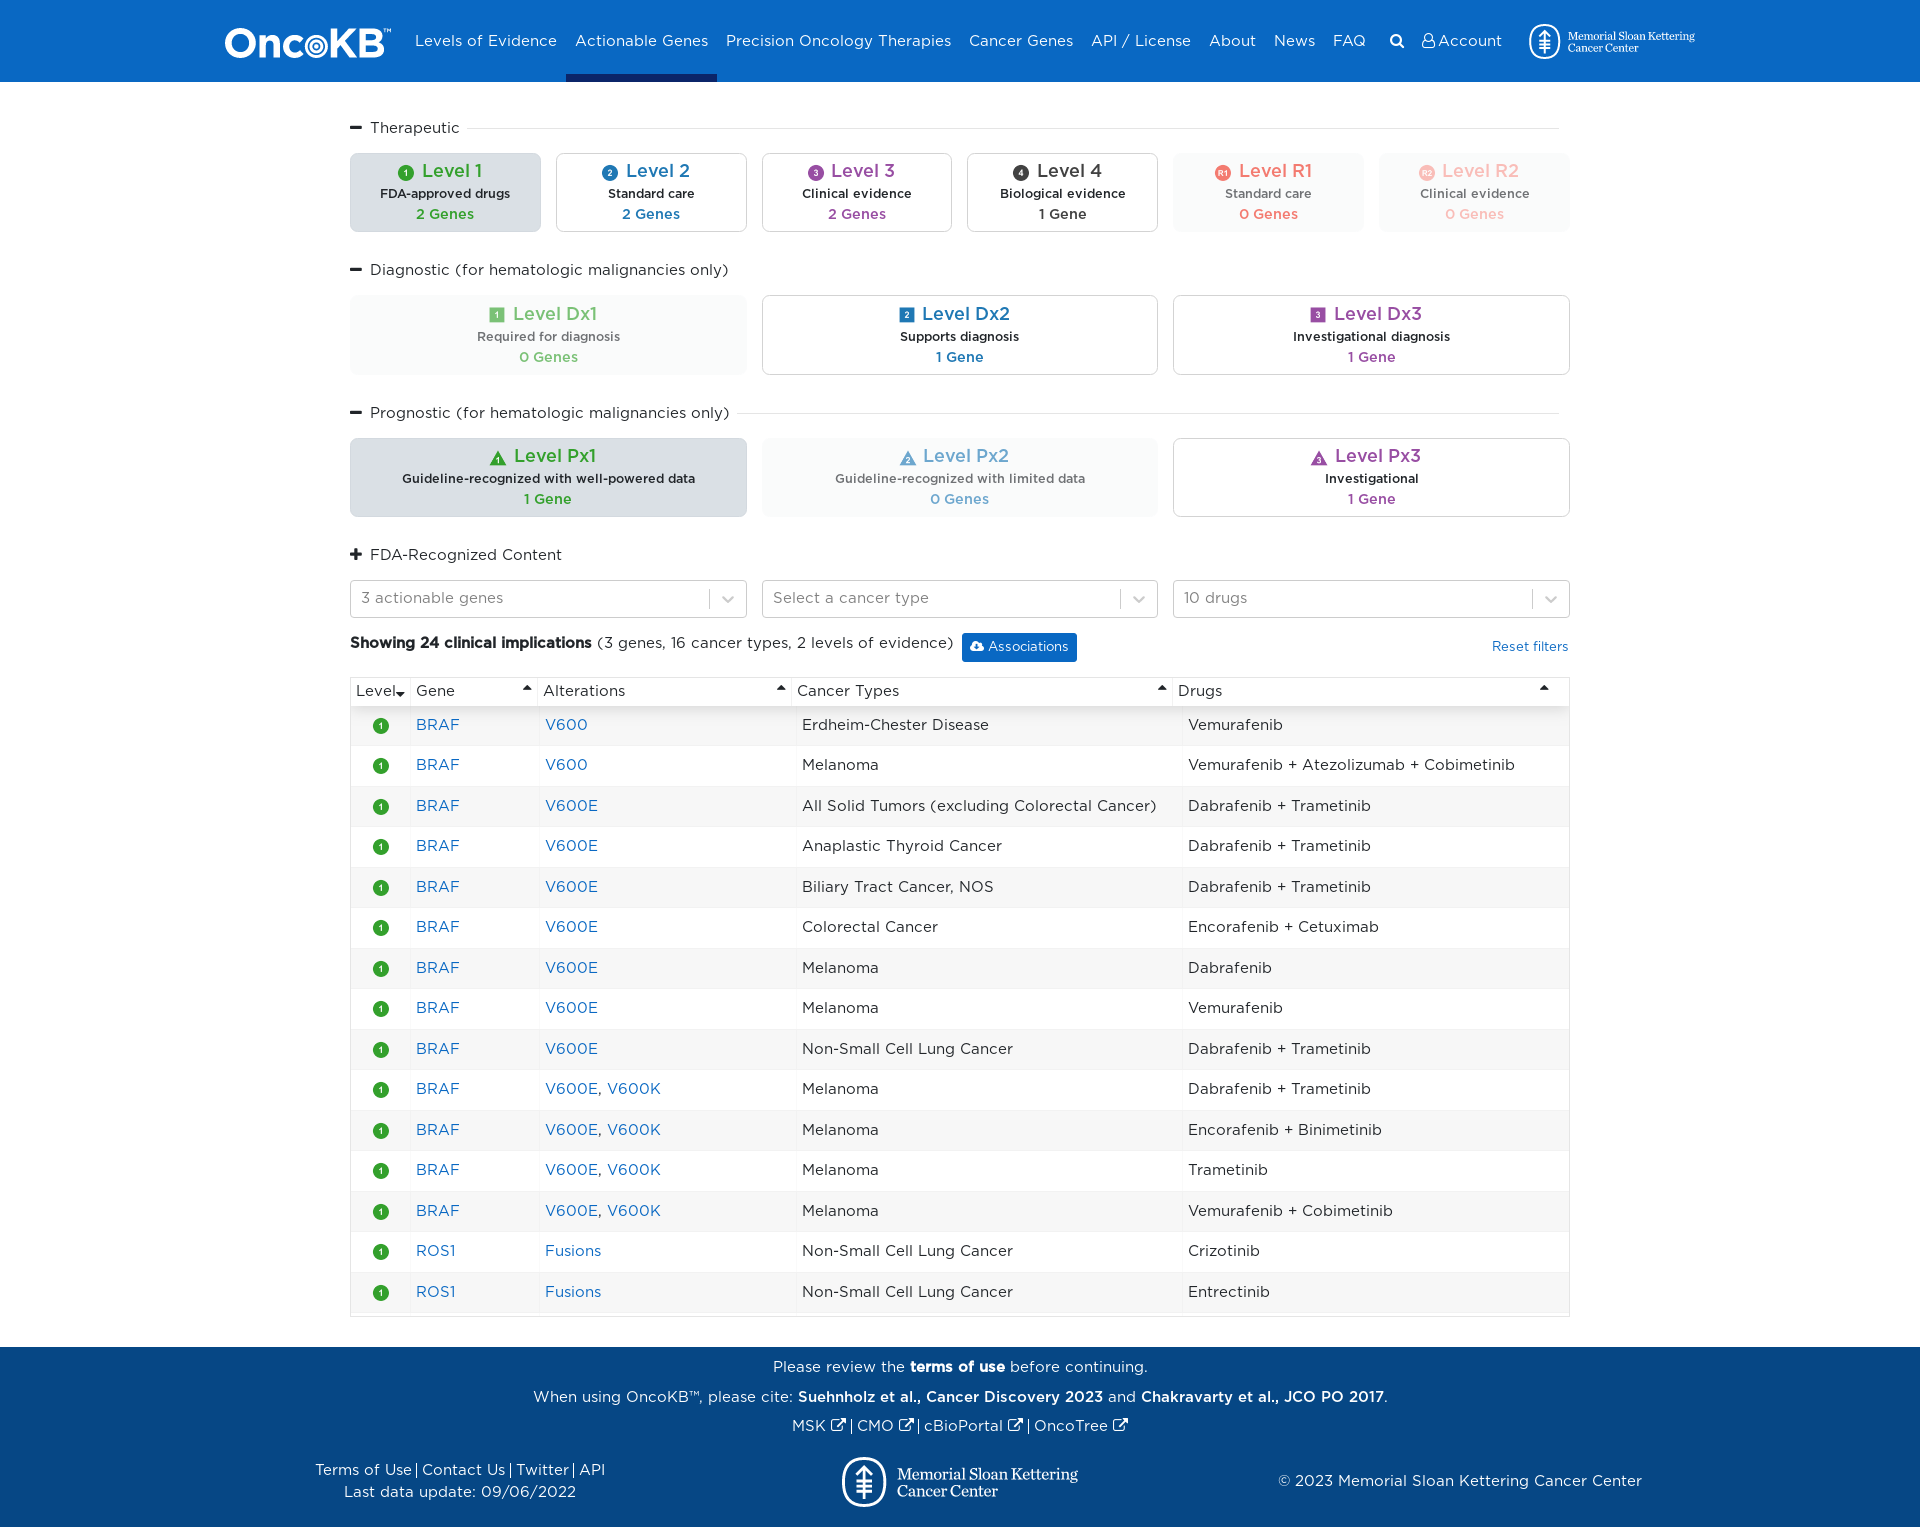 OncoKB™ Levels of Evidence Actionable Genes Precision Oncology Therapies Cancer Genes API / License About News FAQ Account Memorial Sloan Kettering Cancer Center
Therapeutic
1 Level 1
FDA-approved drugs
2 Genes
2 Level 2
Standard care
2 Genes
3 Level 3
Clinical evidence
2 Genes
4 Level 4
Biological evidence
1 Gene
R1 Level R1
Standard care
0 Genes
R2 Level R2
Clinical evidence
0 Genes
Diagnostic (for hematologic malignancies only)
1 Level Dx1
Required for diagnosis
0 Genes
2 Level Dx2
Supports diagnosis
1 Gene
3 Level Dx3
Investigational diagnosis
1 Gene
Prognostic (for hematologic malignancies only)
1 Level Px1
Guideline-recognized with well-powered data
1 Gene
2 Level Px2
Guideline-recognized with limited data
0 Genes
3 Level Px3
Investigational
1 Gene
FDA-Recognized Content
3 actionable genes Select a cancer type 10 drugs
Showing 24 clinical implications (3 genes, 16 cancer types, 2 levels of evidence) Associations Reset filters
Level Gene Alterations Cancer Types Drugs
1 BRAF V600 Erdheim-Chester Disease Vemurafenib
1 BRAF V600 Melanoma Vemurafenib + Atezolizumab + Cobimetinib
1 BRAF V600E All Solid Tumors (excluding Colorectal Cancer) Dabrafenib + Trametinib
1 BRAF V600E Anaplastic Thyroid Cancer Dabrafenib + Trametinib
1 BRAF V600E Biliary Tract Cancer, NOS Dabrafenib + Trametinib
1 BRAF V600E Colorectal Cancer Encorafenib + Cetuximab
1 BRAF V600E Melanoma Dabrafenib
1 BRAF V600E Melanoma Vemurafenib
1 BRAF V600E Non-Small Cell Lung Cancer Dabrafenib + Trametinib
1 BRAF V600E, V600K Melanoma Dabrafenib + Trametinib
1 BRAF V600E, V600K Melanoma Encorafenib + Binimetinib
1 BRAF V600E, V600K Melanoma Trametinib
1 BRAF V600E, V600K Melanoma Vemurafenib + Cobimetinib
1 ROS1 Fusions Non-Small Cell Lung Cancer Crizotinib
1 ROS1 Fusions Non-Small Cell Lung Cancer Entrectinib
Please review the terms of use before continuing.
When using OncoKB™, please cite: Suehnholz et al., Cancer Discovery 2023 and Chakravarty et al., JCO PO 2017.
MSK | CMO | cBioPortal | OncoTree
Terms of Use | Contact Us | Twitter | API
Last data update: 09/06/2022
Memorial Sloan Kettering
Cancer Center
© 2023 Memorial Sloan Kettering Cancer Center